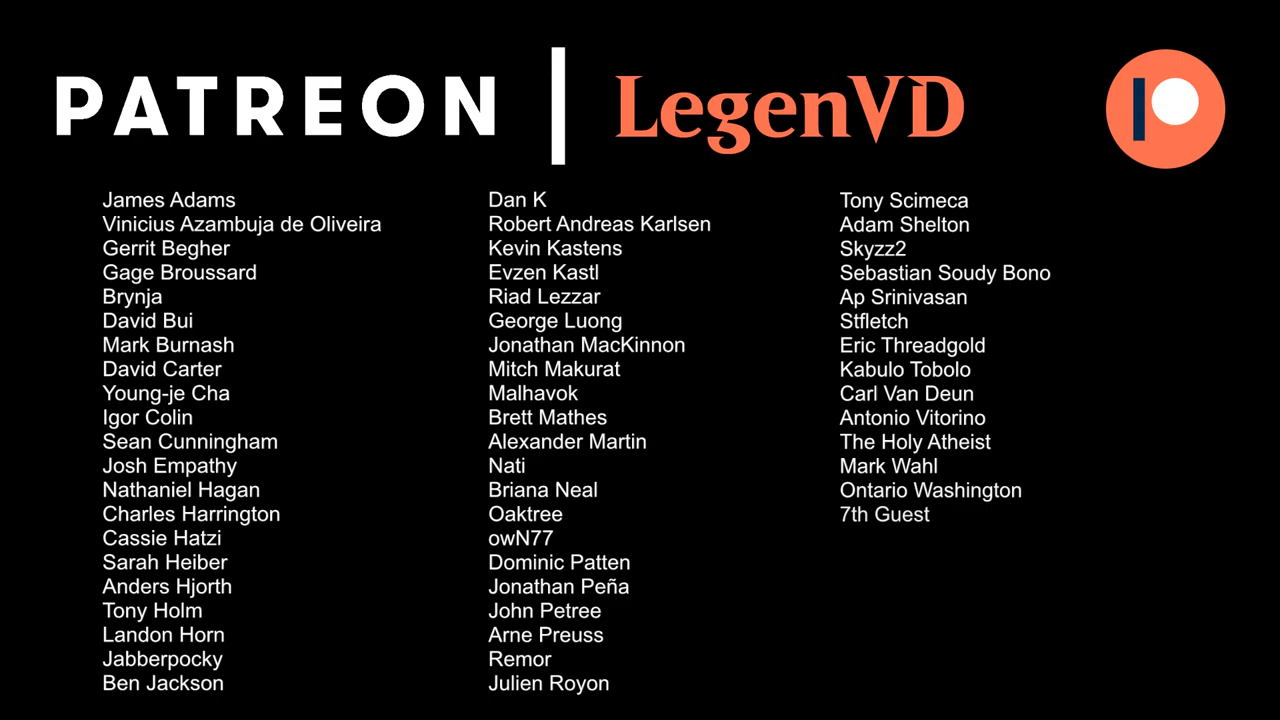 PATREON | LegenVD
James Adams
Vinicius Azambuja de Oliveira
Gerrit Begher
Gage Broussard
Brynja
David Bui
Mark Burnash
David Carter
Young-je Cha
Igor Colin
Sean Cunningham
Josh Empathy
Nathaniel Hagan
Charles Harrington
Cassie Hatzi
Sarah Heiber
Anders Hjorth
Tony Holm
Landon Horn
Jabberpocky
Ben Jackson
Dan K
Robert Andreas Karlsen
Kevin Kastens
Evzen Kastl
Riad Lezzar
George Luong
Jonathan MacKinnon
Mitch Makurat
Malhavok
Brett Mathes
Alexander Martin
Nati
Briana Neal
Oaktree
owN77
Dominic Patten
Jonathan Peña
John Petree
Arne Preuss
Remor
Julien Royon
Tony Scimeca
Adam Shelton
Skyzz2
Sebastian Soudy Bono
Ap Srinivasan
Stfletch
Eric Threadgold
Kabulo Tobolo
Carl Van Deun
Antonio Vitorino
The Holy Atheist
Mark Wahl
Ontario Washington
7th Guest